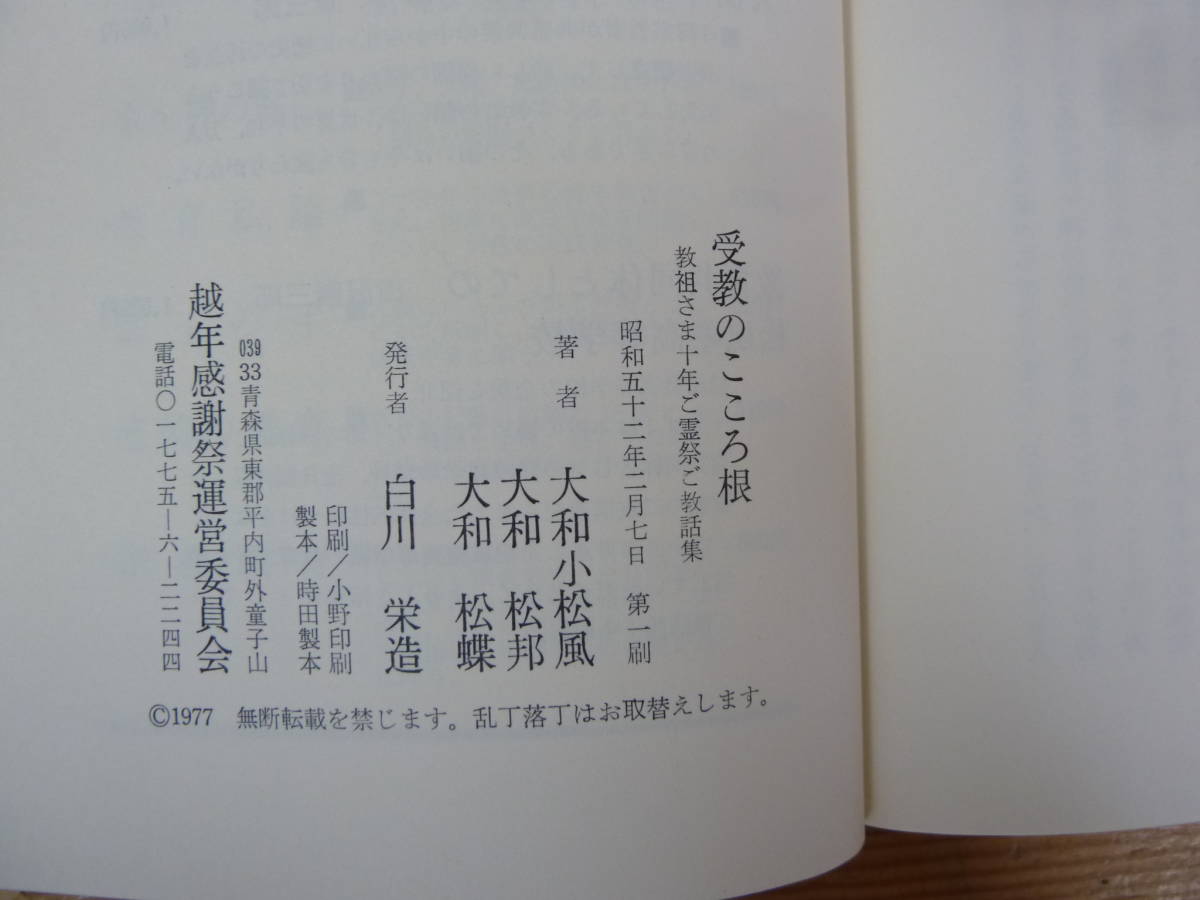 受教のこころ根
教祖さま十年ご霊祭ご教話集
昭和五十二年二月七日　第一刷
著者　大和小松風
大和　松邦
大和　松蝶
発行者　白川　栄造
印刷／小野印刷
製本／時田製本
039 33 青森県東郡平内町外童子山
越年感謝祭運営委員会
電話〇一七七五―六―二二四四
©1977　無断転載を禁じます。乱丁落丁はお取替えします。